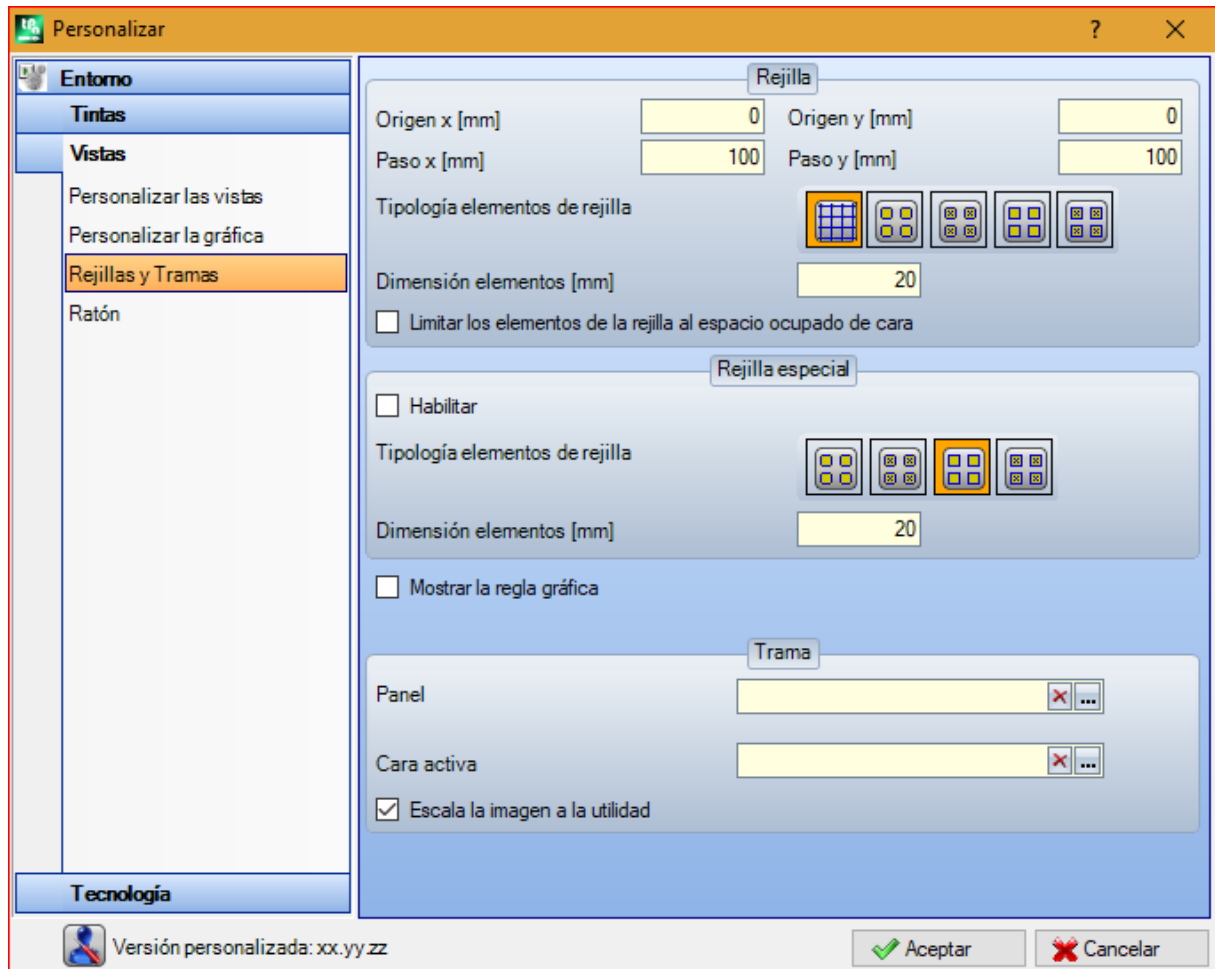 Personalizar ?
Entorno
Tintas
Vistas
Personalizar las vistas
Personalizar la gráfica
Rejillas y Tramas
Ratón
Tecnología
Rejilla
Origen x [mm] 0 Origen y [mm] 0
Paso x [mm] 100 Paso y [mm] 100
Tipología elementos de rejilla
Dimensión elementos [mm] 20
Limitar los elementos de la rejilla al espacio ocupado de cara
Rejilla especial
Habilitar
Tipología elementos de rejilla
Dimensión elementos [mm] 20
Mostrar la regla gráfica
Trama
Panel ...
Cara activa ...
Escala la imagen a la utilidad
Versión personalizada: xx.yy.zz Aceptar Cancelar